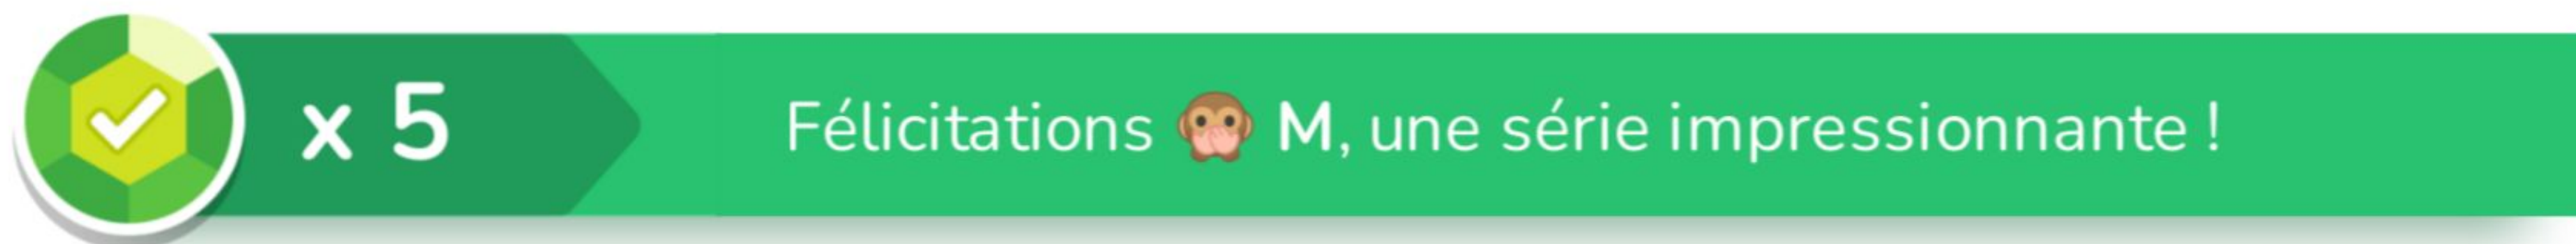 x 5 Félicitations 🙊 M, une série impressionnante !